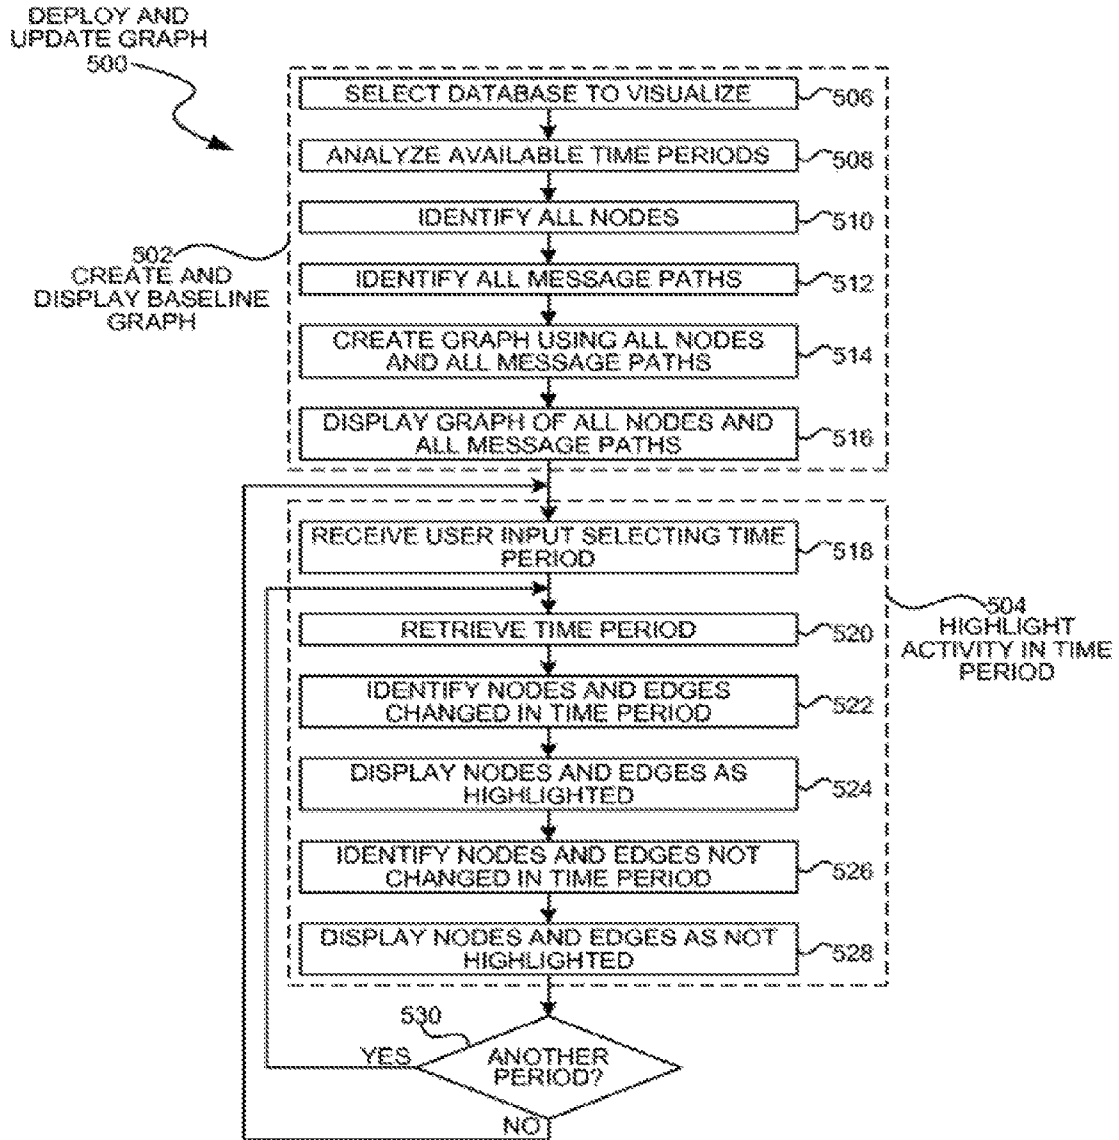 DEPLOY AND
UPDATE GRAPH
500
SELECT DATABASE TO VISUALIZE
506
ANALYZE AVAILABLE TIME PERIODS
508
IDENTIFY ALL NODES
510
IDENTIFY ALL MESSAGE PATHS
512
CREATE GRAPH USING ALL NODES
AND ALL MESSAGE PATHS
514
DISPLAY GRAPH OF ALL NODES AND
ALL MESSAGE PATHS
516
502
CREATE AND
DISPLAY BASELINE
GRAPH
RECEIVE USER INPUT SELECTING TIME
PERIOD
518
RETRIEVE TIME PERIOD
520
IDENTIFY NODES AND EDGES
CHANGED IN TIME PERIOD
522
DISPLAY NODES AND EDGES AS
HIGHLIGHTED
524
IDENTIFY NODES AND EDGES NOT
CHANGED IN TIME PERIOD
526
DISPLAY NODES AND EDGES AS NOT
HIGHLIGHTED
528
504
HIGHLIGHT
ACTIVITY IN TIME
PERIOD
530
ANOTHER
PERIOD?
YES
NO